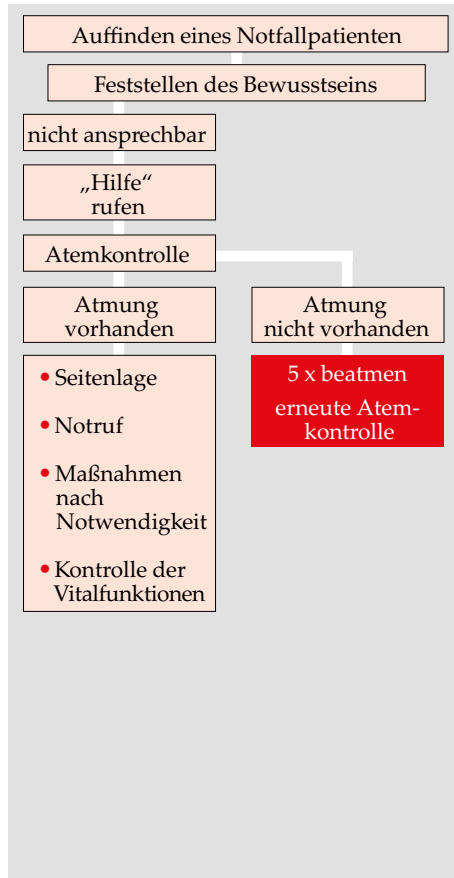 Auffinden eines Notfallpatienten
Feststellen des Bewusstseins
nicht ansprechbar
„Hilfe“
rufen
Atemkontrolle
Atmung
vorhanden
Atmung
nicht vorhanden
• Seitenlage
• Notruf
• Maßnahmen
nach
Notwendigkeit
• Kontrolle der
Vitalfunktionen
5 x beatmen
erneute Atem-
kontrolle